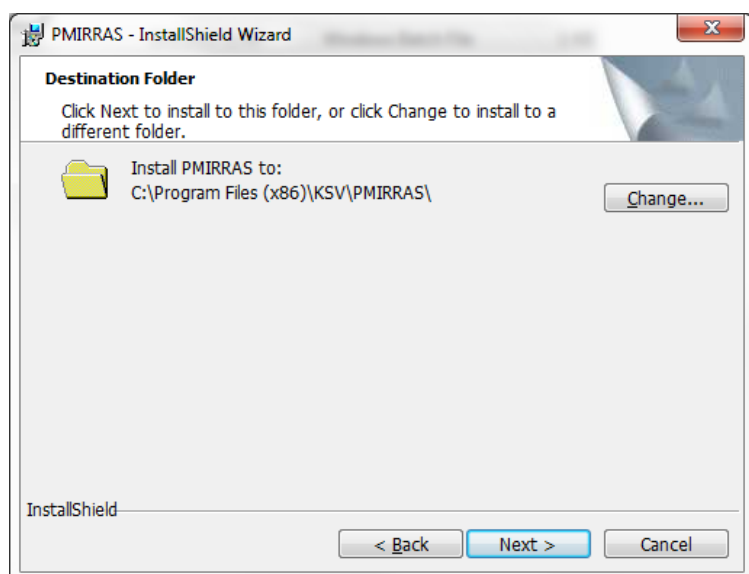 PMIRRAS - InstallShield Wizard
Destination Folder
Click Next to install to this folder, or click Change to install to a
different folder.
Install PMIRRAS to:
C:\Program Files (x86)\KSV\PMIRRAS\
Change...
InstallShield
< Back
Next >
Cancel